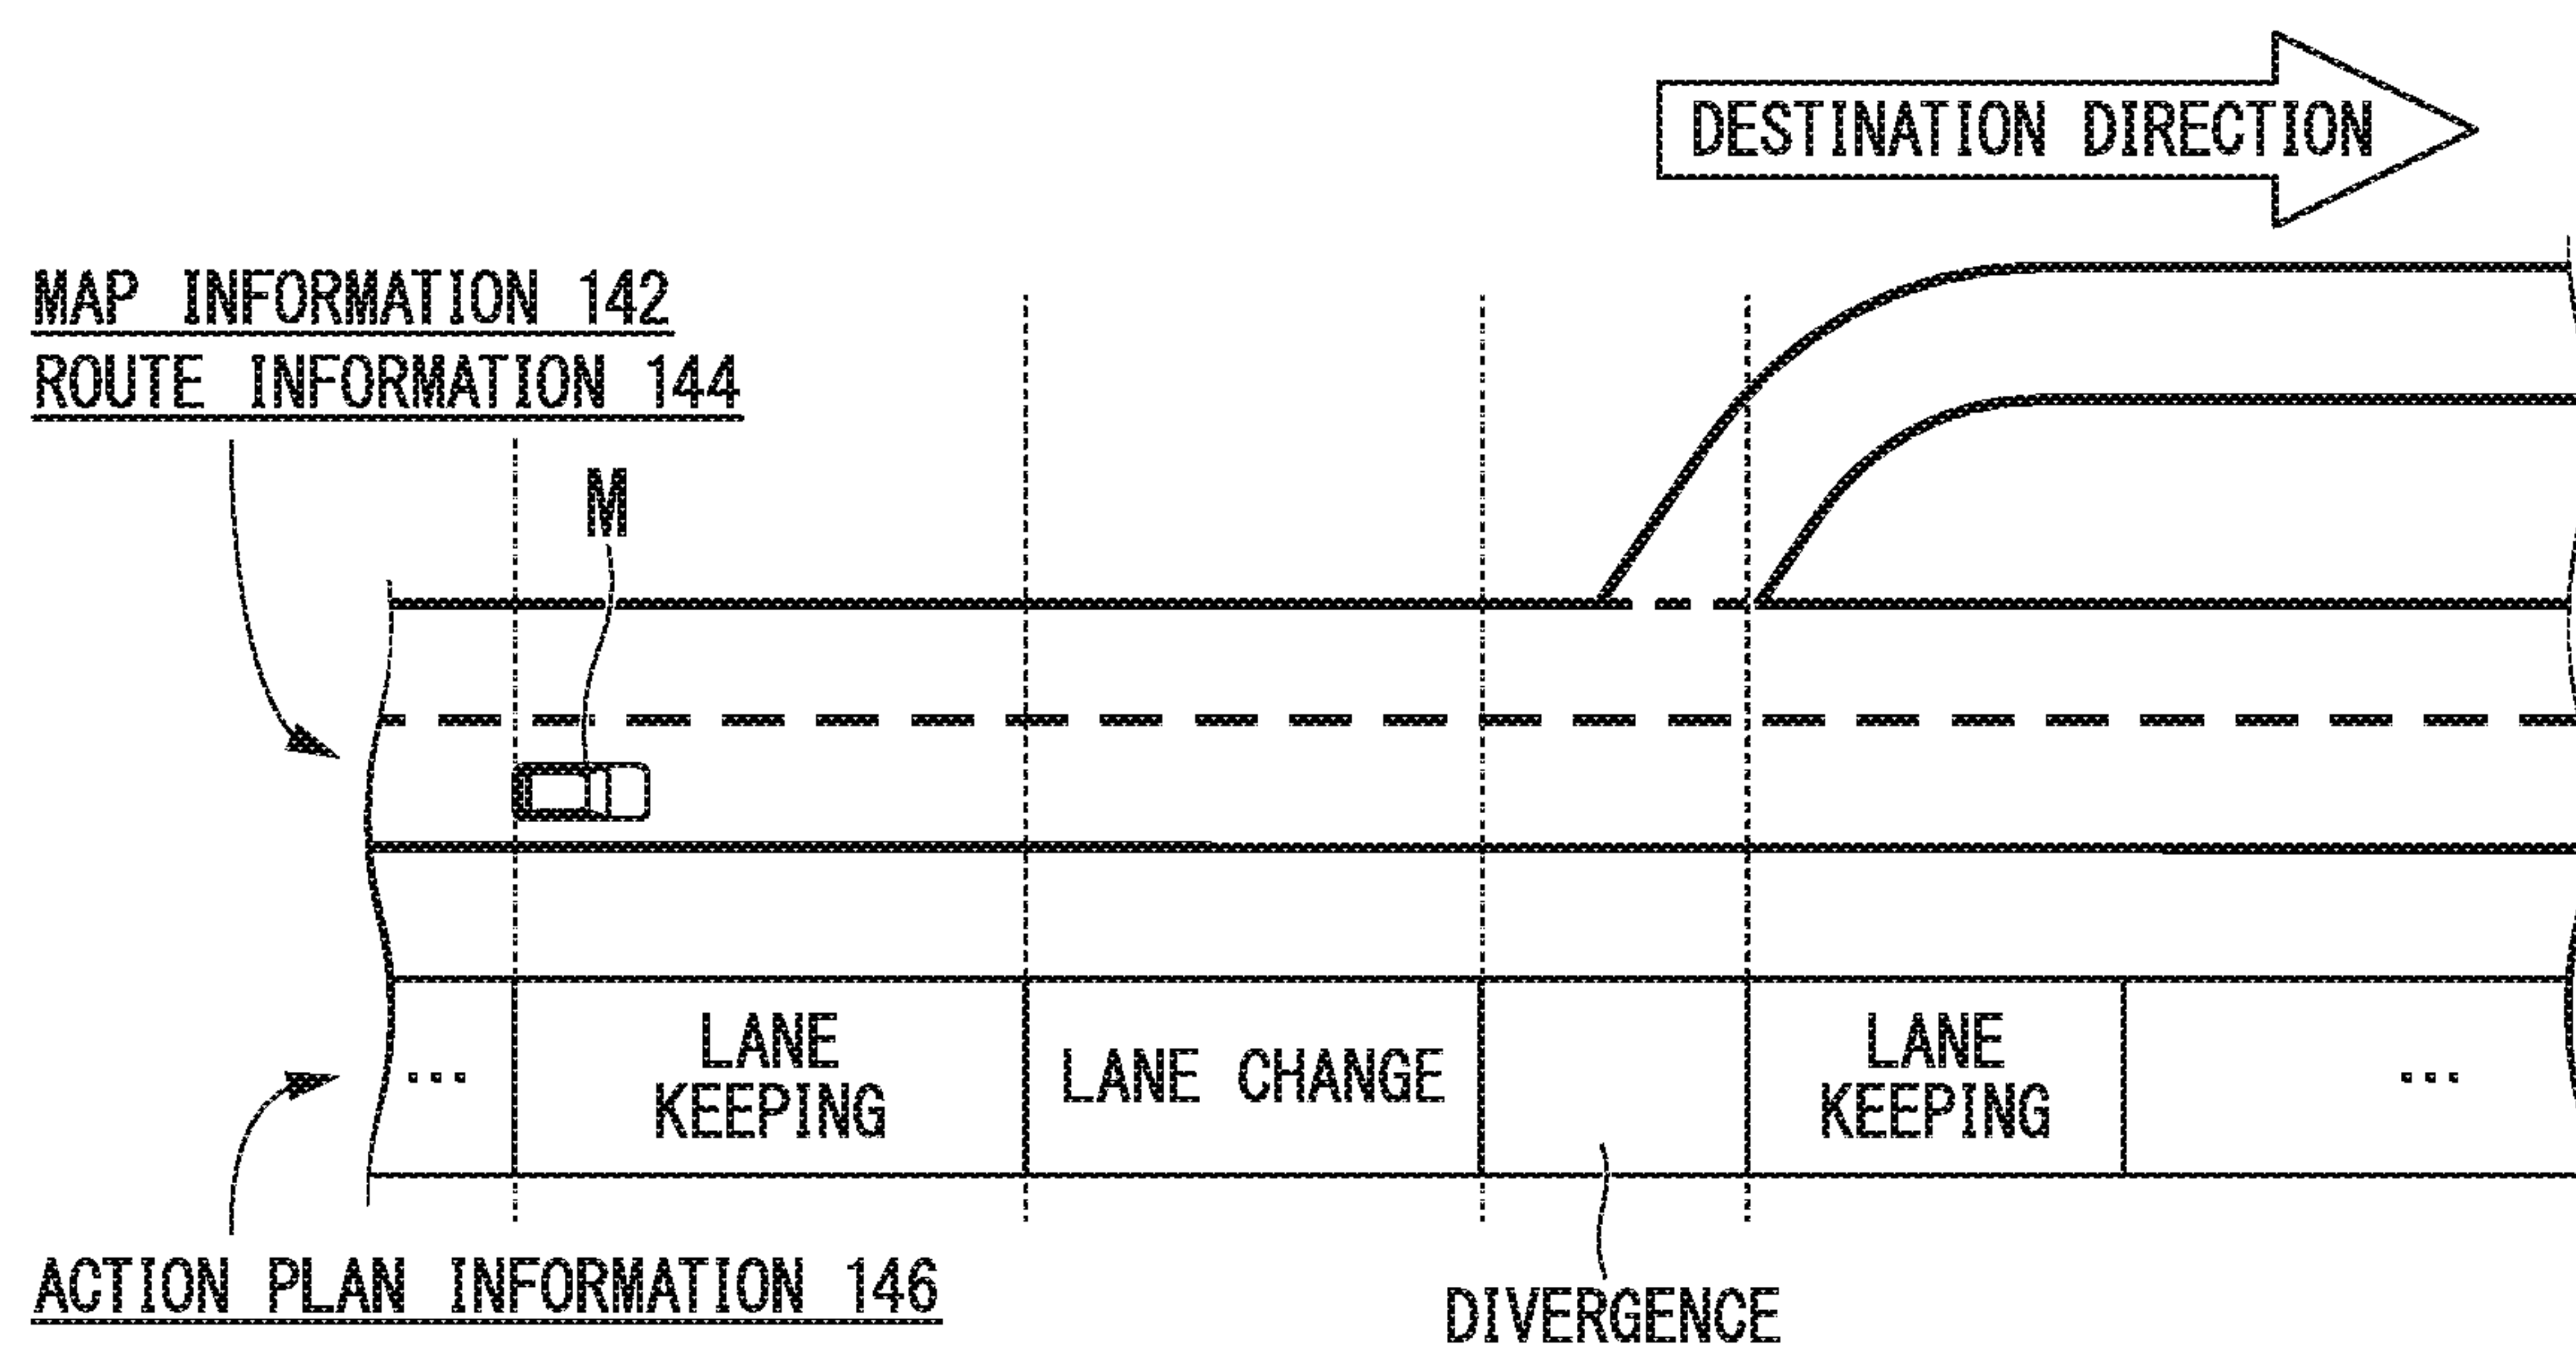 DESTINATION DIRECTION
MAP INFORMATION 142
ROUTE INFORMATION 144
M
...
LANE
KEEPING
LANE CHANGE
LANE
KEEPING
...
ACTION PLAN INFORMATION 146
DIVERGENCE